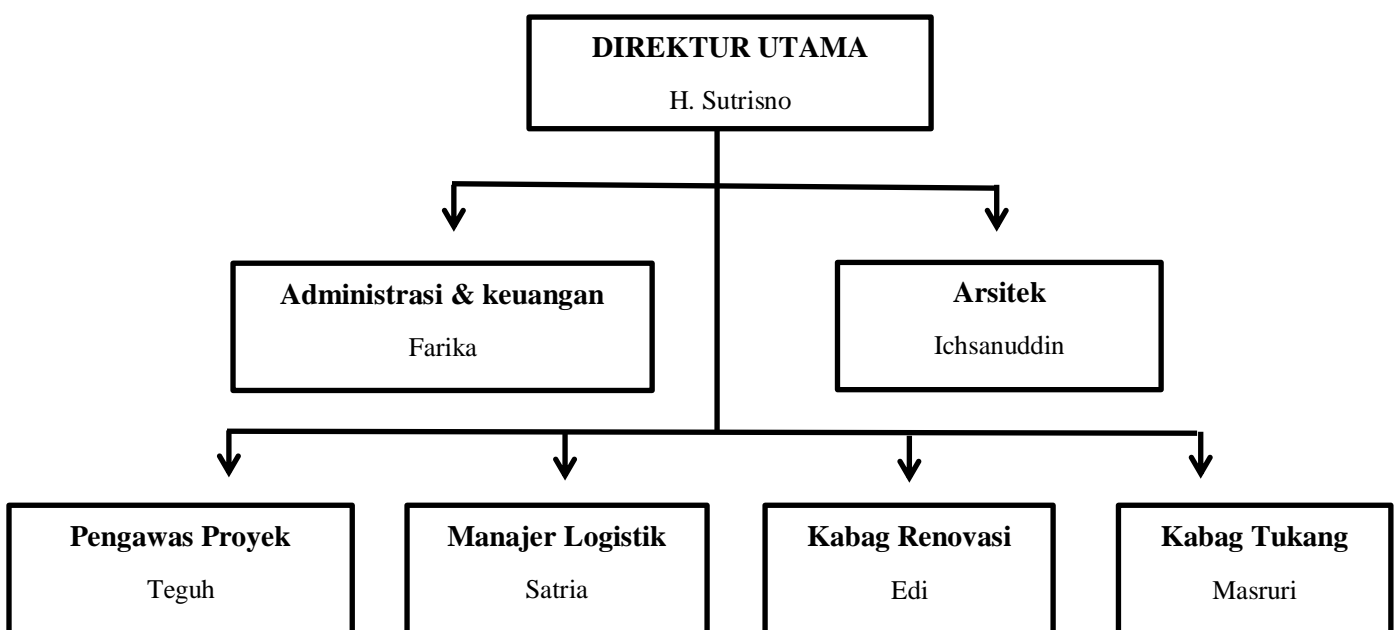 DIREKTUR UTAMA
H. Sutrisno
Administrasi & keuangan
Farika
Arsitek
Ichsanuddin
Pengawas Proyek
Teguh
Manajer Logistik
Satria
Kabag Renovasi
Edi
Kabag Tukang
Masruri